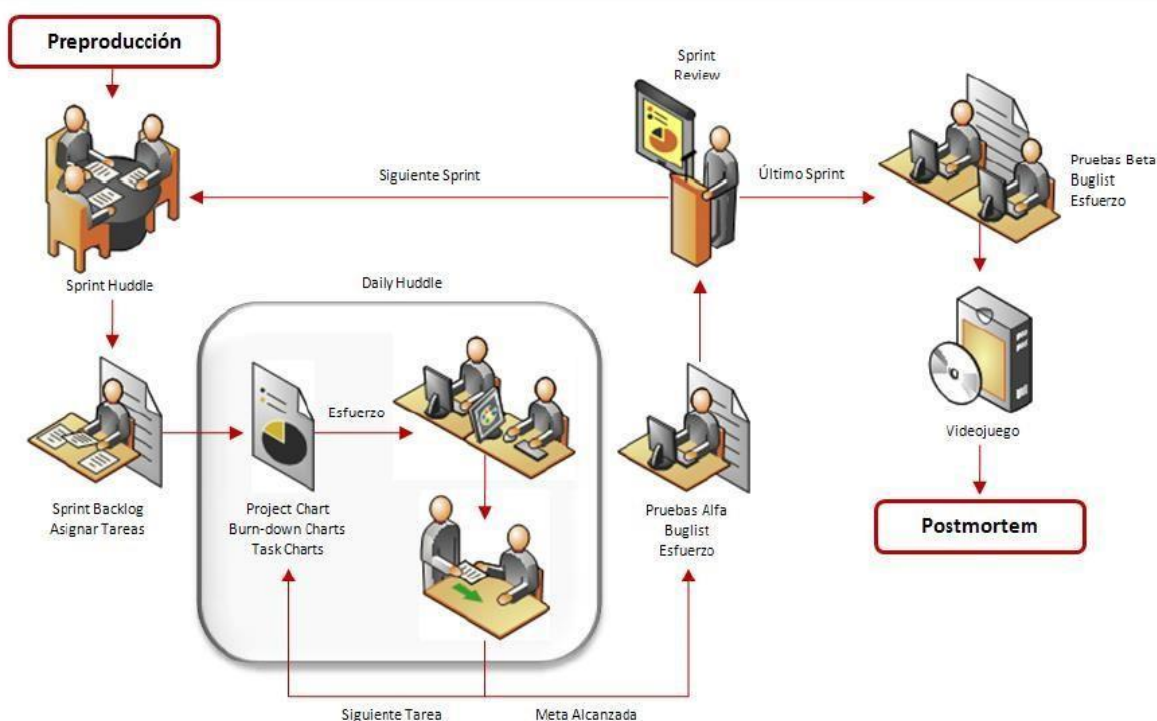 Preproducción
Sprint
Review
Pruebas Beta
Buglist
Esfuerzo
Siguiente Sprint
Último Sprint
Sprint Huddle
Daily Huddle
Esfuerzo
Videojuego
Sprint Backlog
Asignar Tareas
Project Chart
Burn-down Charts
Task Charts
Pruebas Alfa
Buglist
Esfuerzo
Postmortem
Siguiente Tarea
Meta Alcanzada